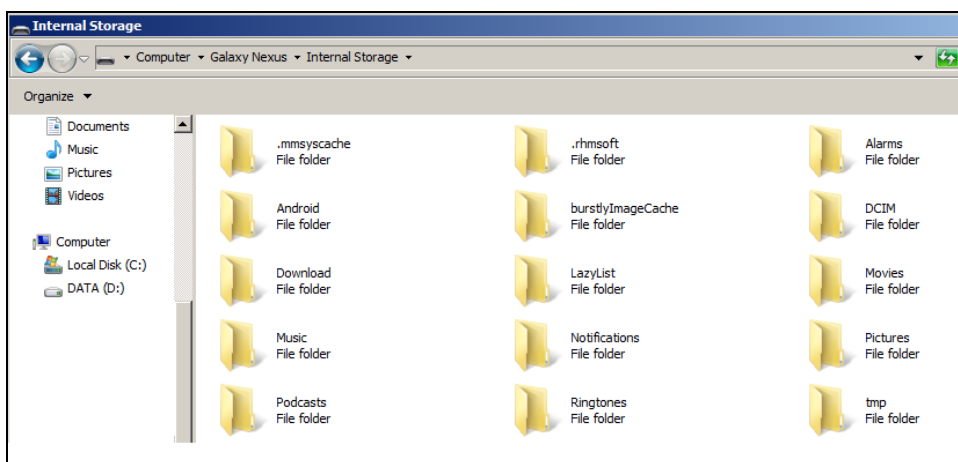 Internal Storage
Computer Galaxy Nexus Internal Storage
Organize
Documents
Music
Pictures
Videos
Computer
Local Disk (C:)
DATA (D:)
.mmsyscache
File folder
.rhmsoft
File folder
Alarms
File folder
Android
File folder
burstlyImageCache
File folder
DCIM
File folder
Download
File folder
LazyList
File folder
Movies
File folder
Music
File folder
Notifications
File folder
Pictures
File folder
Podcasts
File folder
Ringtones
File folder
tmp
File folder